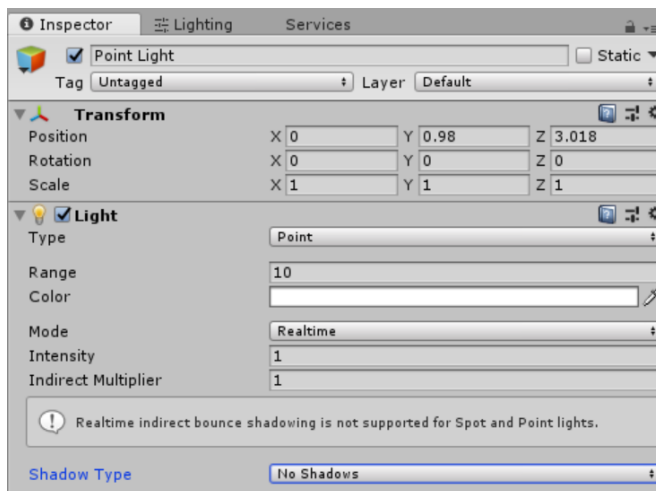 Inspector Lighting Services
Point Light Static
Tag Untagged Layer Default
Transform
Position X 0 Y 0.98 Z 3.018
Rotation X 0 Y 0 Z 0
Scale X 1 Y 1 Z 1
Light
Type Point
Range 10
Color
Mode Realtime
Intensity 1
Indirect Multiplier 1
Realtime indirect bounce shadowing is not supported for Spot and Point lights.
Shadow Type No Shadows